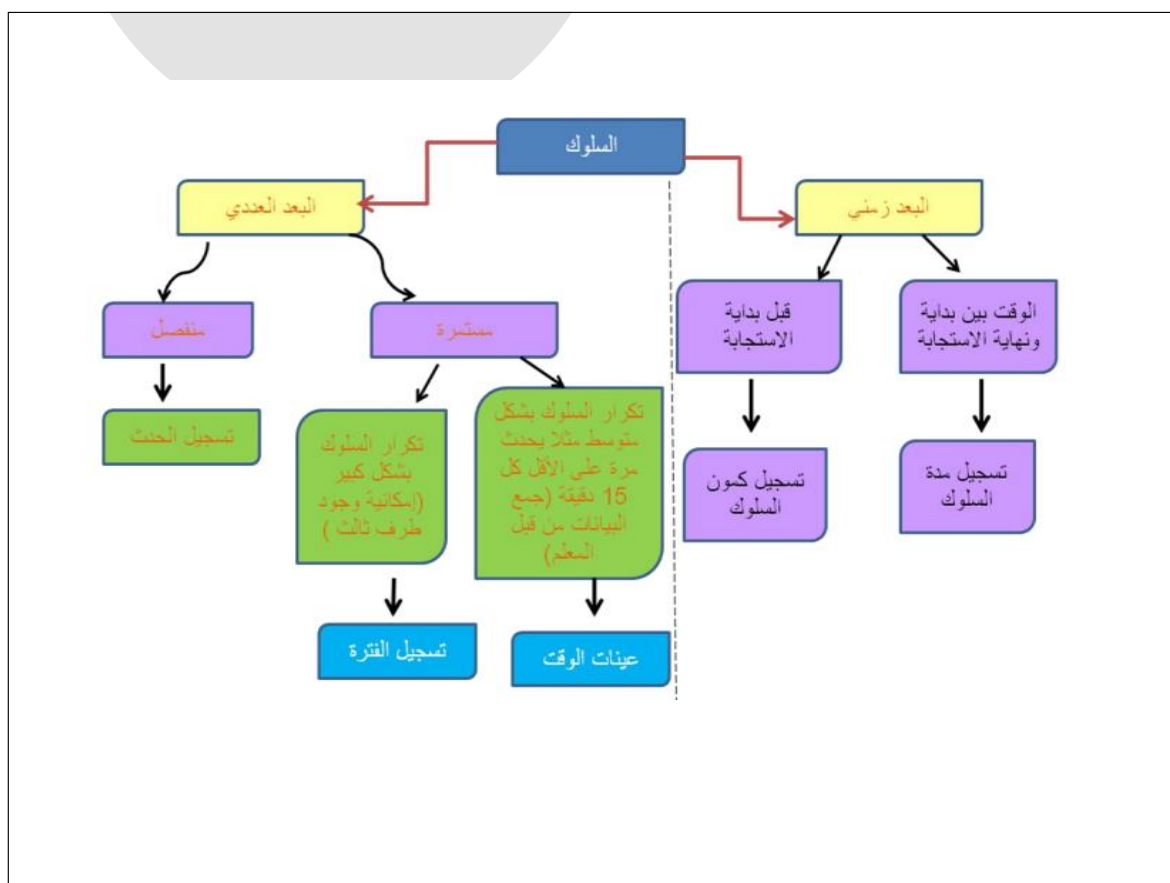 السلوك
البعد زمني
البعد العددي
الوقت بين بداية
ونهاية الاستجابة
قبل بداية
الاستجابة
مستمرة
منفصل
تسجيل مدة
السلوك
تسجيل كمون
السلوك
تكرار السلوك بشكل
متوسط مثلا يحدث
مرة على الأقل كل
15 دقيقة (جمع
البيانات من قبل
المعلم)
تكرار السلوك
بشكل كبير
(إمكانية وجود
طرف ثالث )
تسجيل الحدث
عينات الوقت
تسجيل الفترة